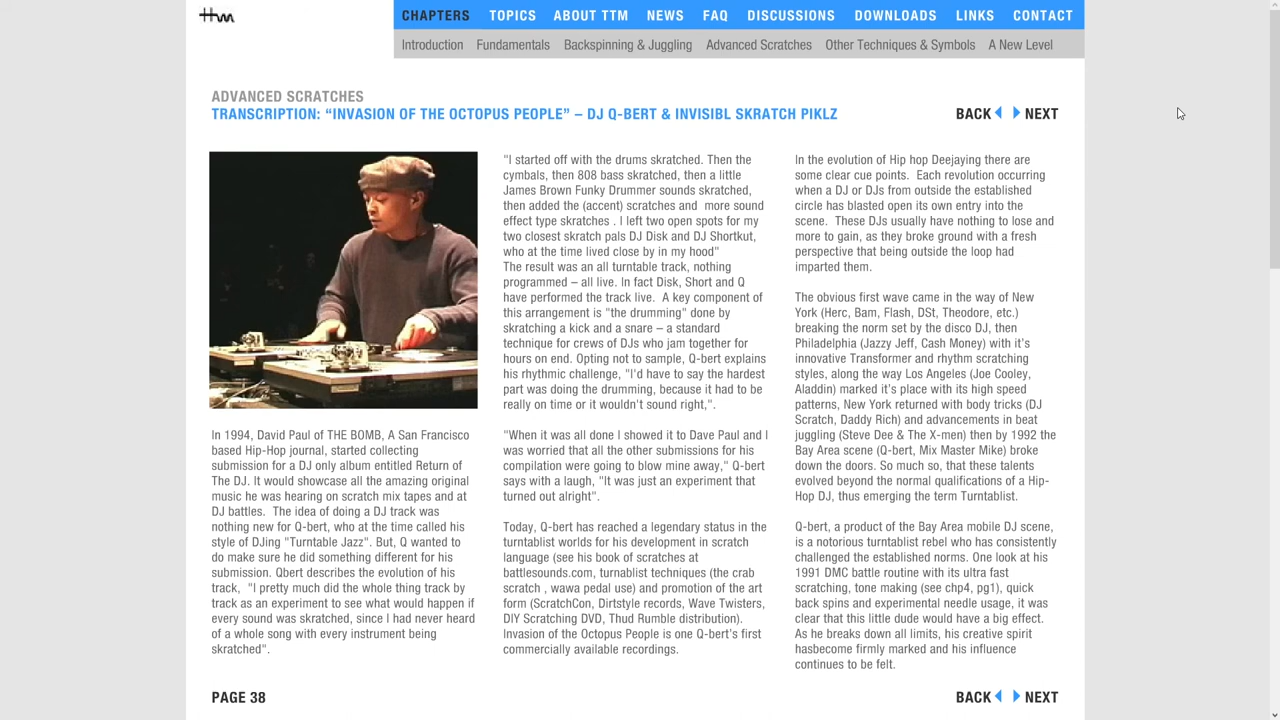 ttm
CHAPTERS TOPICS ABOUT TTM NEWS FAQ DISCUSSIONS DOWNLOADS LINKS CONTACT
Introduction Fundamentals Backspinning & Juggling Advanced Scratches Other Techniques & Symbols A New Level
ADVANCED SCRATCHES
TRANSCRIPTION: “INVASION OF THE OCTOPUS PEOPLE” – DJ Q-BERT & INVISIBL SKRATCH PIKLZ
BACK NEXT
In 1994, David Paul of THE BOMB, A San Francisco
based Hip-Hop journal, started collecting
submission for a DJ only album entitled Return of
The DJ. It would showcase all the amazing original
music he was hearing on scratch mix tapes and at
DJ battles.  The idea of doing a DJ track was
nothing new for Q-bert, who at the time called his
style of DJing "Turntable Jazz". But, Q wanted to
do make sure he did something different for his
submission. Qbert describes the evolution of his
track,  "I pretty much did the whole thing track by
track as an experiment to see what would happen if
every sound was skratched, since I had never heard
of a whole song with every instrument being
skratched".
"I started off with the drums skratched. Then the
cymbals, then 808 bass skratched, then a little
James Brown Funky Drummer sounds skratched,
then added the (accent) scratches and  more sound
effect type skratches . I left two open spots for my
two closest skratch pals DJ Disk and DJ Shortkut,
who at the time lived close by in my hood"
The result was an all turntable track, nothing
programmed – all live. In fact Disk, Short and Q
have performed the track live.  A key component of
this arrangement is "the drumming" done by
skratching a kick and a snare – a standard
technique for crews of DJs who jam together for
hours on end. Opting not to sample, Q-bert explains
his rhythmic challenge, "I'd have to say the hardest
part was doing the drumming, because it had to be
really on time or it wouldn't sound right,".
"When it was all done I showed it to Dave Paul and I
was worried that all the other submissions for his
compilation were going to blow mine away," Q-bert
says with a laugh, "It was just an experiment that
turned out alright".
Today, Q-bert has reached a legendary status in the
turntablist worlds for his development in scratch
language (see his book of scratches at
battlesounds.com, turnablist techniques (the crab
scratch , wawa pedal use) and promotion of the art
form (ScratchCon, Dirtstyle records, Wave Twisters,
DIY Scratching DVD, Thud Rumble distribution).
Invasion of the Octopus People is one Q-bert’s first
commercially available recordings.
In the evolution of Hip hop Deejaying there are
some clear cue points.  Each revolution occurring
when a DJ or DJs from outside the established
circle has blasted open its own entry into the
scene.  These DJs usually have nothing to lose and
more to gain, as they broke ground with a fresh
perspective that being outside the loop had
imparted them.
The obvious first wave came in the way of New
York (Herc, Bam, Flash, DSt, Theodore, etc.)
breaking the norm set by the disco DJ, then
Philadelphia (Jazzy Jeff, Cash Money) with it’s
innovative Transformer and rhythm scratching
styles, along the way Los Angeles (Joe Cooley,
Aladdin) marked it’s place with its high speed
patterns, New York returned with body tricks (DJ
Scratch, Daddy Rich) and advancements in beat
juggling (Steve Dee & The X-men) then by 1992 the
Bay Area scene (Q-bert, Mix Master Mike) broke
down the doors. So much so, that these talents
evolved beyond the normal qualifications of a Hip-
Hop DJ, thus emerging the term Turntablist.
Q-bert, a product of the Bay Area mobile DJ scene,
is a notorious turntablist rebel who has consistently
challenged the established norms. One look at his
1991 DMC battle routine with its ultra fast
scratching, tone making (see chp4, pg1), quick
back spins and experimental needle usage, it was
clear that this little dude would have a big effect.
As he breaks down all limits, his creative spirit
hasbecome firmly marked and his influence
continues to be felt.
PAGE 38
BACK NEXT